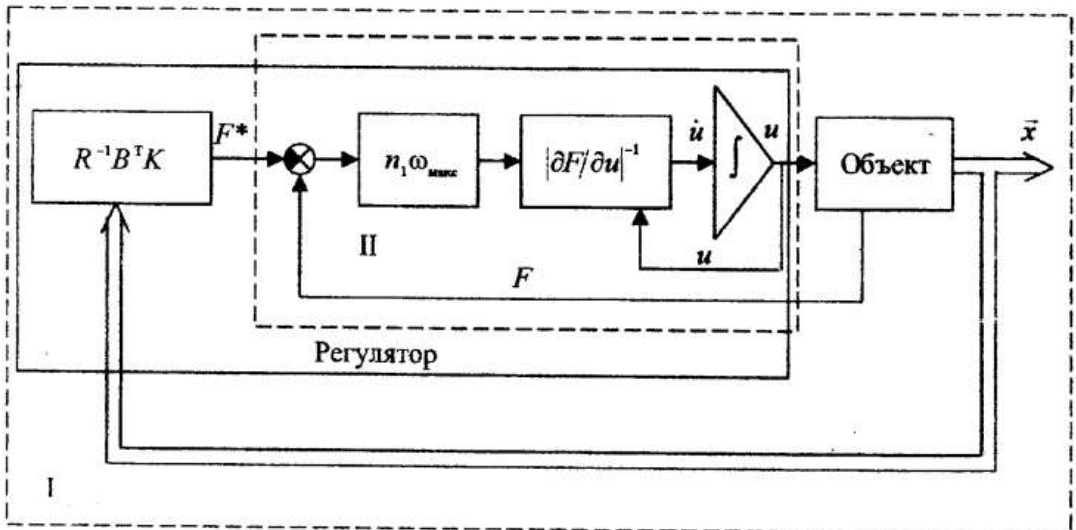 R⁻¹BᵀK
F*
n₁ωмакс
|∂F/∂u|⁻¹
u̇
∫
u
Объект
x⃗
II
u
F
Регулятор
I